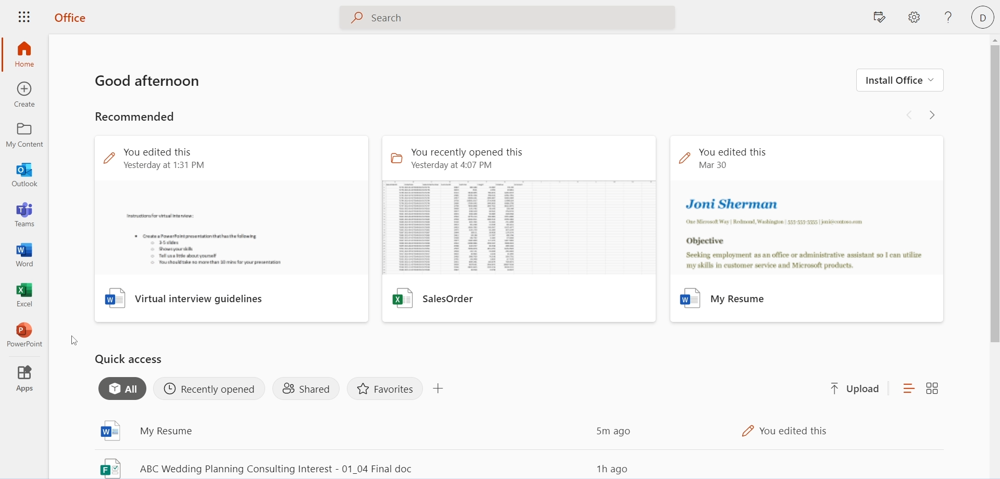 Office
Search
D
Home
Create
My Content
Outlook
Teams
Word
Excel
PowerPoint
Apps
Good afternoon
Install Office
Recommended
You edited this
Yesterday at 1:31 PM
Instructions for virtual interview:
• Create a PowerPoint presentation that has the following
○ 3-5 slides
○ Shows your skills
○ Tell us a little about yourself
○ You should take no more than 10 mins for your presentation
Virtual interview guidelines
You recently opened this
Yesterday at 4:07 PM
SalesOrder
You edited this
Mar 30
Joni Sherman
One Microsoft Way | Redmond, Washington | 555-555-5555 | joni@contoso.com
Objective
Seeking employment as an office or administrative assistant so I can utilize
my skills in customer service and Microsoft products.
My Resume
Quick access
All
Recently opened
Shared
Favorites
Upload
My Resume
5m ago
You edited this
ABC Wedding Planning Consulting Interest - 01_04 Final doc
1h ago